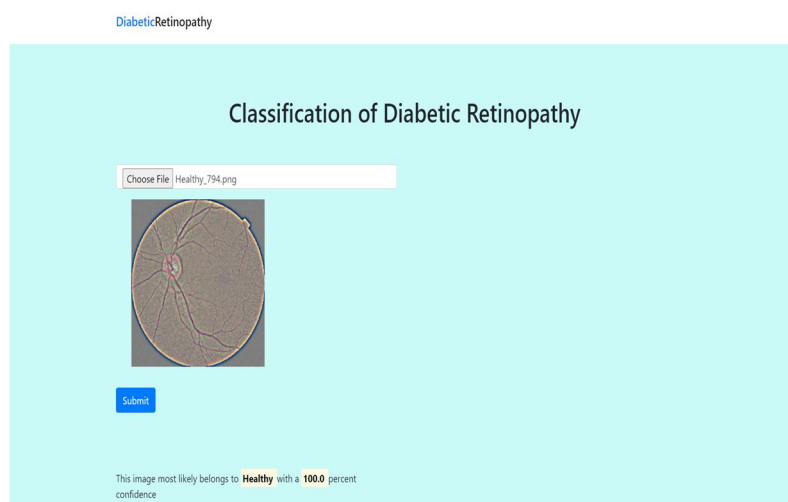 DiabeticRetinopathy
Classification of Diabetic Retinopathy
Choose File Healthy_794.png
Submit
This image most likely belongs to Healthy with a 100.0 percent
confidence